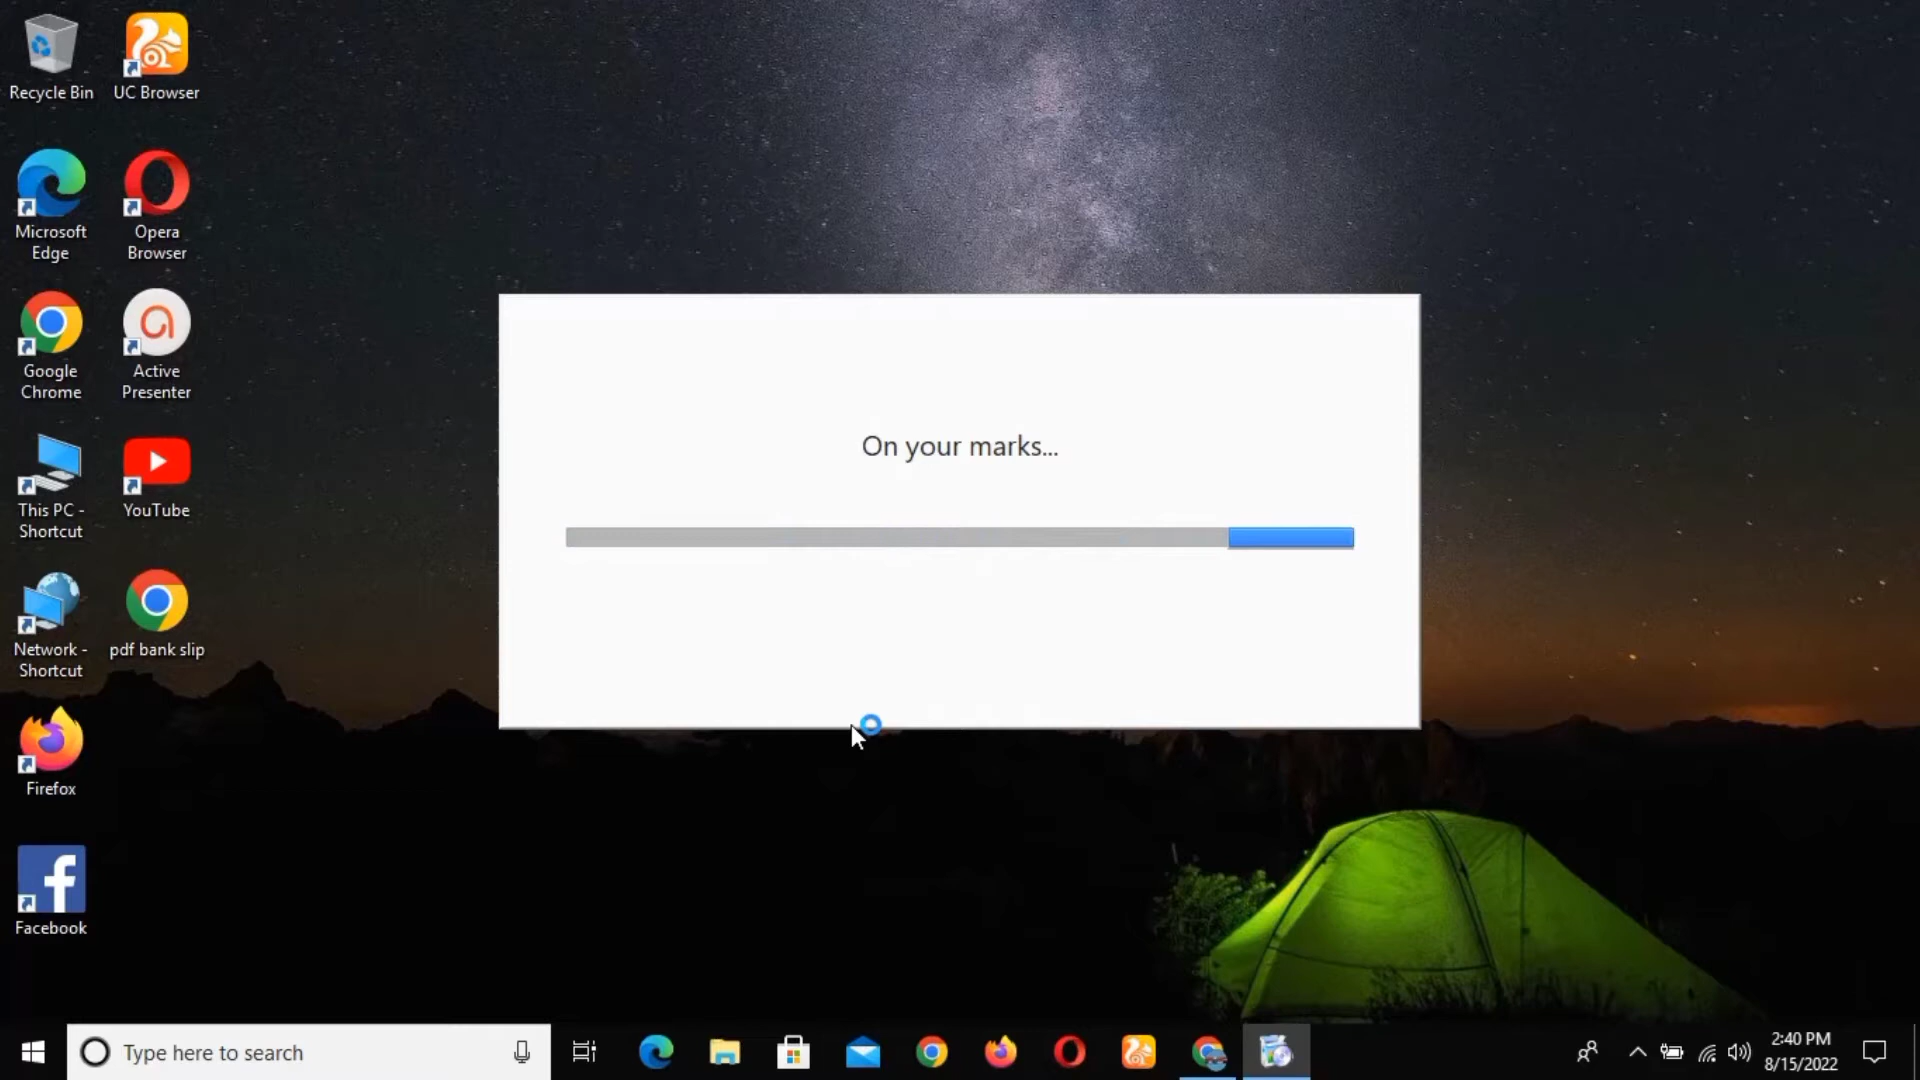 Recycle Bin
UC Browser
Microsoft
Edge
Opera
Browser
Google
Chrome
Active
Presenter
This PC -
Shortcut
YouTube
Network -
Shortcut
pdf bank slip
Firefox
Facebook
On your marks...
Type here to search
2:40 PM
8/15/2022